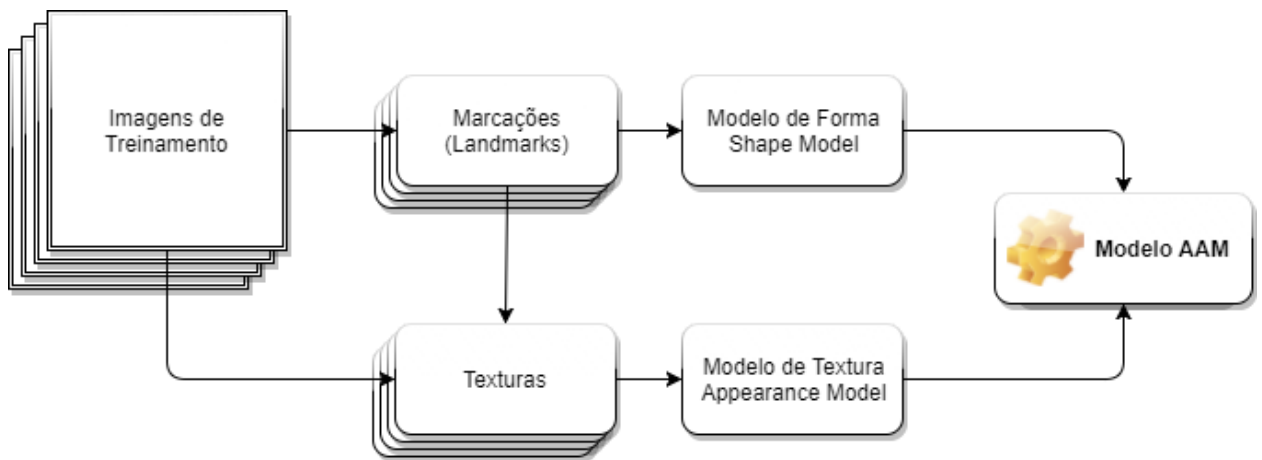 Imagens de
Treinamento
Marcações
(Landmarks)
Modelo de Forma
Shape Model
Modelo AAM
Texturas
Modelo de Textura
Appearance Model